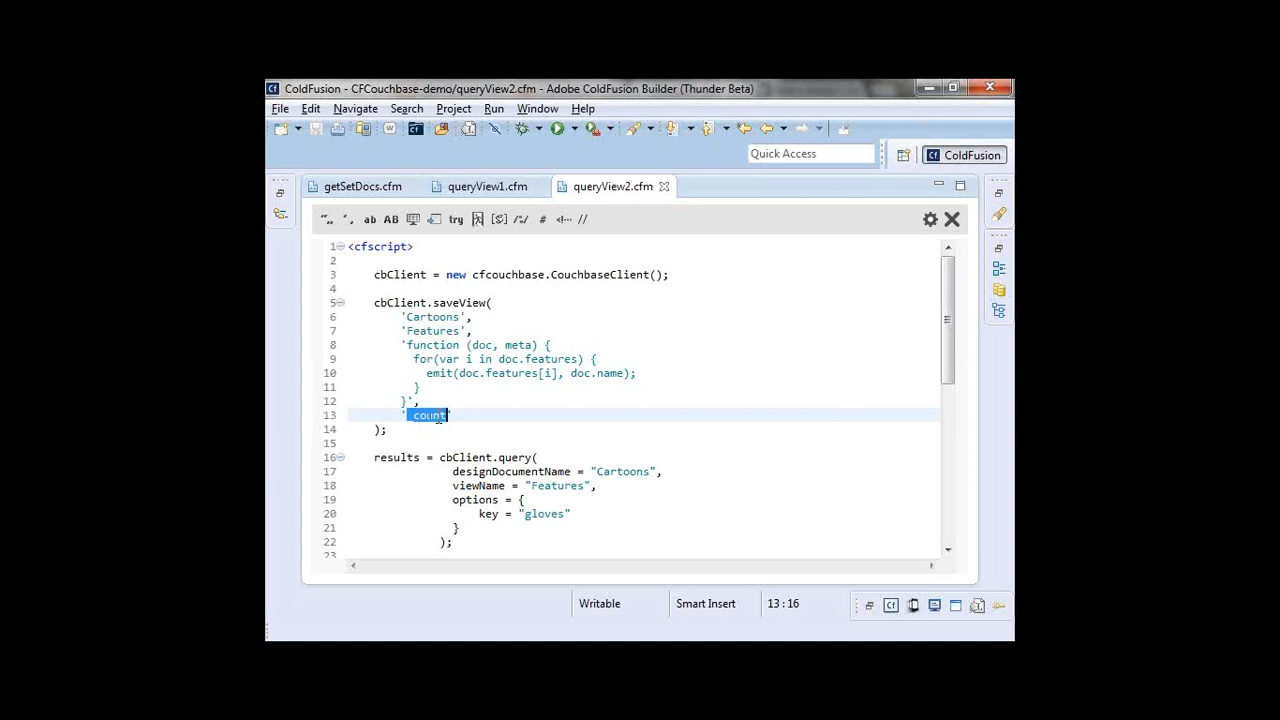 ColdFusion - CFCouchbase-demo/queryView2.cfm - Adobe ColdFusion Builder (Thunder Beta)
File Edit Navigate Search Project Run Window Help
Quick Access
ColdFusion
getSetDocs.cfm queryView1.cfm queryView2.cfm
ab AB try # <!-- //
1 <cfscript>
2
3 cbClient = new cfcouchbase.CouchbaseClient();
4
5 cbClient.saveView(
6 'Cartoons',
7 'Features',
8 'function (doc, meta) {
9 for(var i in doc.features) {
10 emit(doc.features[i], doc.name);
11 }
12 }',
13 '_count'
14 );
15
16 results = cbClient.query(
17 designDocumentName = "Cartoons",
18 viewName = "Features",
19 options = {
20 key = "gloves"
21 }
22 );
23
Writable Smart Insert 13 : 16